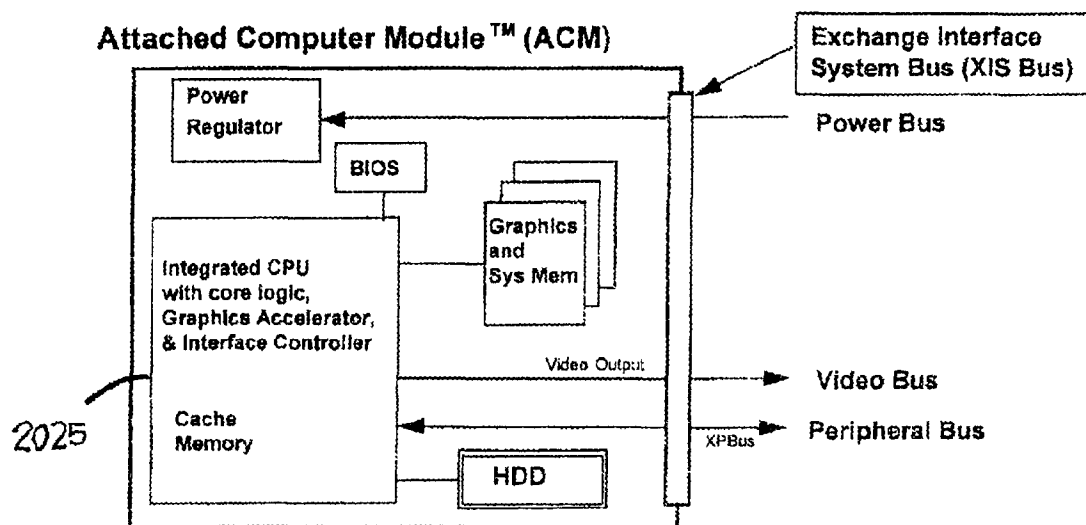 Attached Computer Module™ (ACM)
Exchange Interface
System Bus (XIS Bus)
Power
Regulator
Power Bus
BIOS
Graphics
and
Sys Mem
Integrated CPU
with core logic,
Graphics Accelerator,
& Interface Controller
Video Output
Video Bus
2025
Cache
Memory
XPBus
Peripheral Bus
HDD